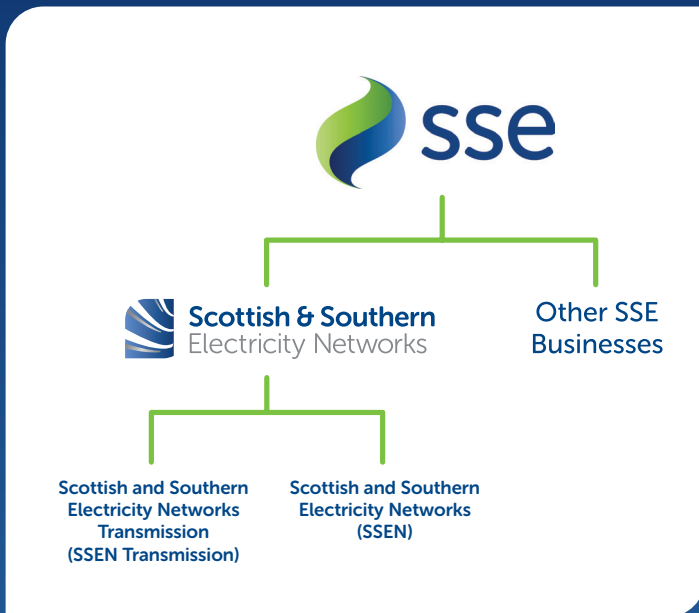 sse
Scottish & Southern
Electricity Networks
Other SSE
Businesses
Scottish and Southern
Electricity Networks
Transmission
(SSEN Transmission)
Scottish and Southern
Electricity Networks
(SSEN)